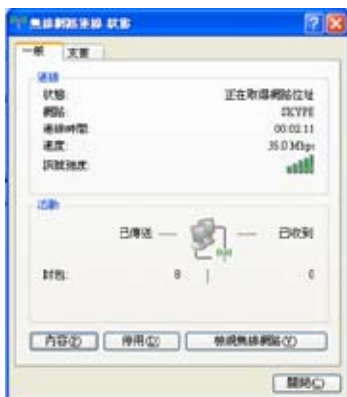 無線網路連線 狀態
一般 支援
連線
狀態: 正在取得網路位址
網路: SKYPE
連線時間: 00:02:11
速度: 36.0 Mbps
訊號強度:
活動
已傳送 — — 已收到
封包: 8 | 0
內容(P) 停用(D) 檢視無線網路(V)
關閉(C)